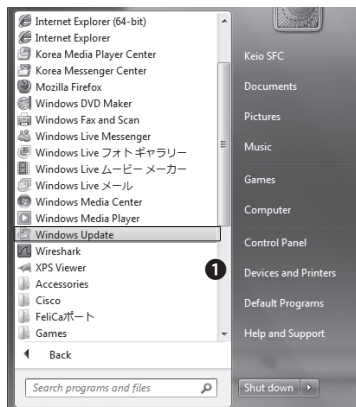 Internet Explorer (64-bit)
Internet Explorer
Korea Media Player Center
Korea Messenger Center
Mozilla Firefox
Windows DVD Maker
Windows Fax and Scan
Windows Live Messenger
Windows Live フォト ギャラリー
Windows Live ムービー メーカー
Windows Live メール
Windows Media Center
Windows Media Player
Windows Update
Wireshark
XPS Viewer
Accessories
Cisco
FeliCaポート
Games
Back
Search programs and files
Keio SFC
Documents
Pictures
Music
Games
Computer
Control Panel
❶
Devices and Printers
Default Programs
Help and Support
Shut down